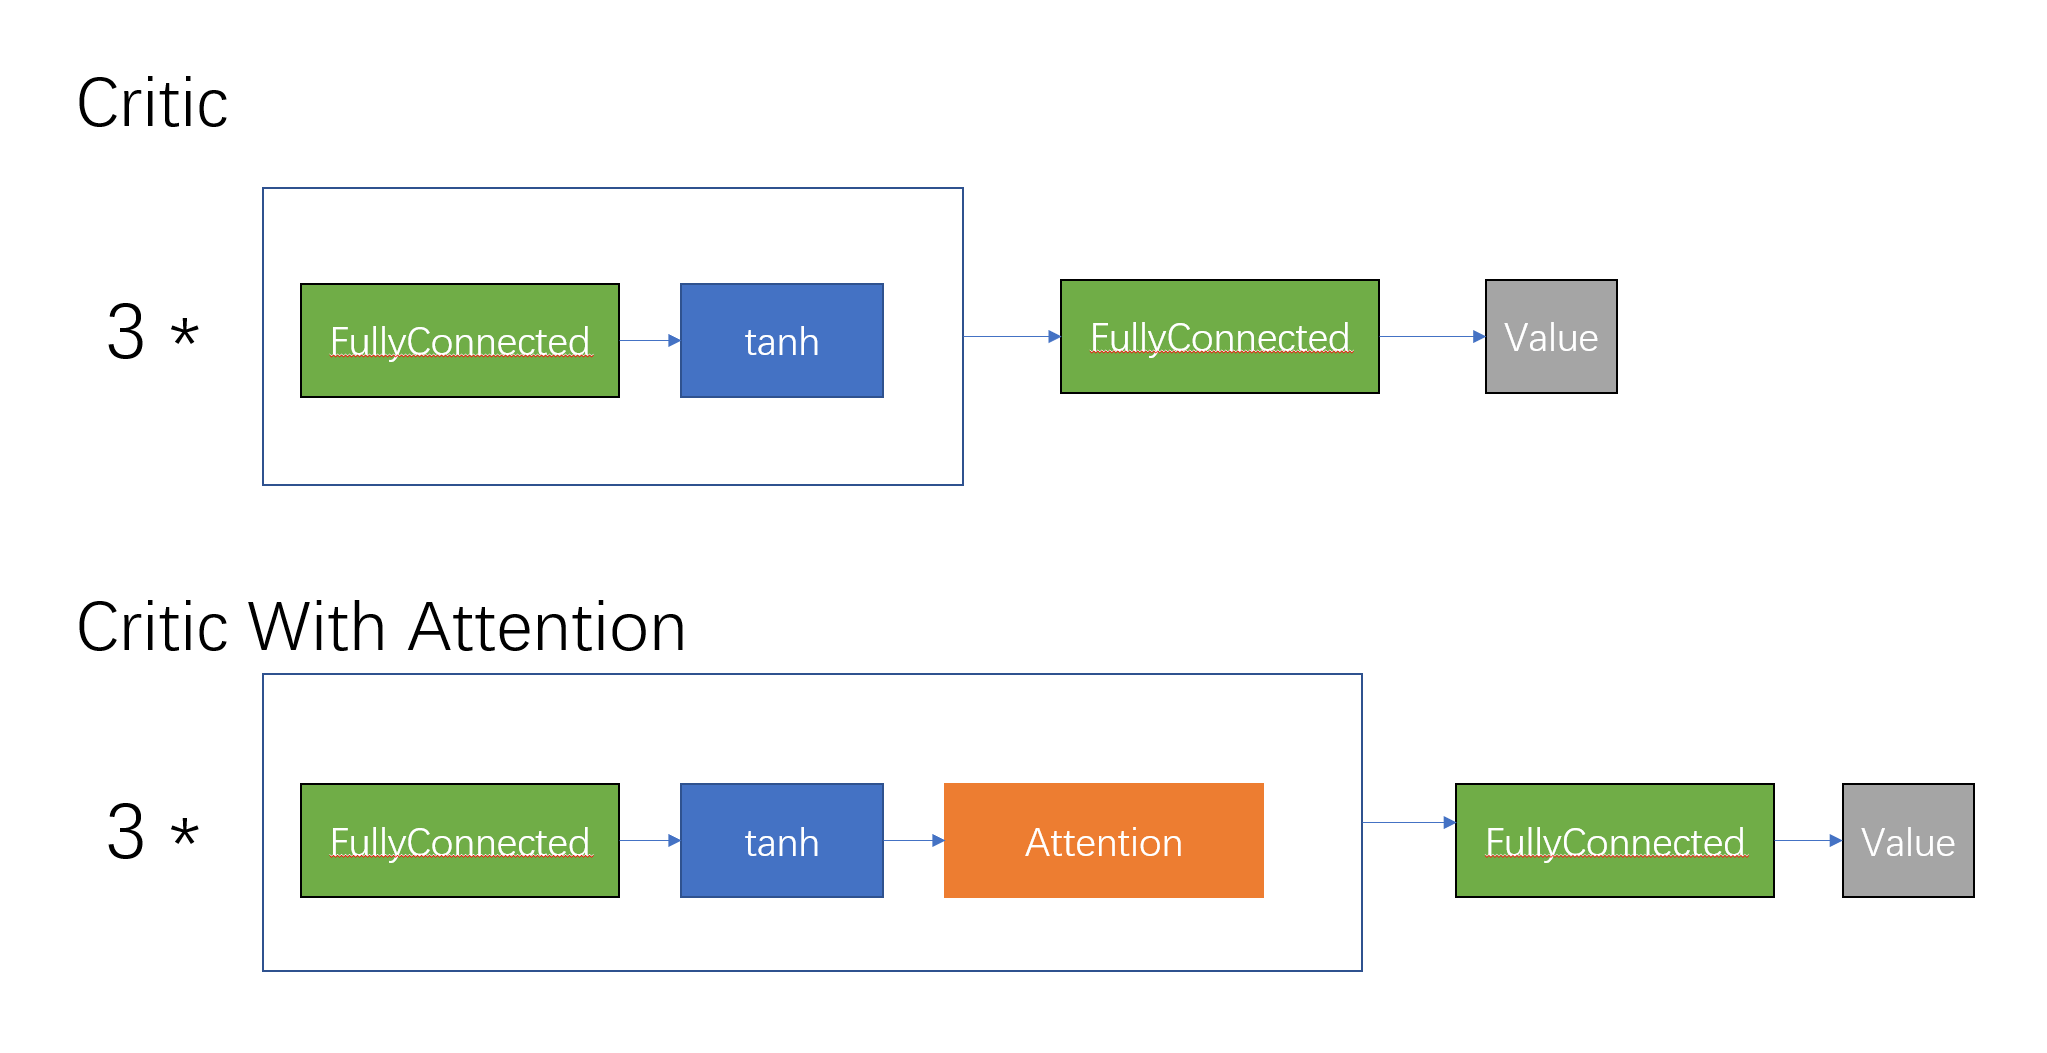 Critic
3 *
FullyConnected
tanh
FullyConnected
Value
Critic With Attention
3 *
FullyConnected
tanh
Attention
FullyConnected
Value